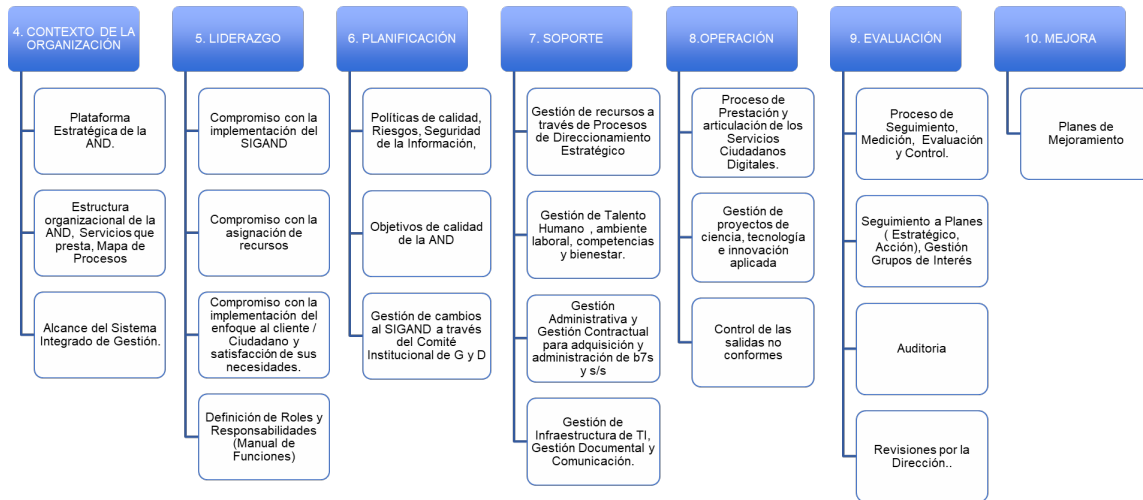 4. CONTEXTO DE LA
ORGANIZACIÓN
Plataforma
Estratégica de la
AND.
Estructura
organizacional de la
AND, Servicios que
presta, Mapa de
Procesos
Alcance del Sistema
Integrado de Gestión.
5. LIDERAZGO
Compromiso con la
implementación del
SIGAND
Compromiso con la
asignación de
recursos
Compromiso con la
implementación del
enfoque al cliente /
Ciudadano y
satisfacción de sus
necesidades.
Definición de Roles y
Responsabilidades
(Manual de
Funciones)
6. PLANIFICACIÓN
Políticas de calidad,
Riesgos, Seguridad
de la Información,
Objetivos de calidad
de la AND
Gestión de cambios
al SIGAND a través
del Comité
Institucional de G y D
7. SOPORTE
Gestión de recursos a
través de Procesos
de Direccionamiento
Estratégico
Gestión de Talento
Humano , ambiente
laboral, competencias
y bienestar.
Gestión
Administrativa y
Gestión Contractual
para adquisición y
administración de b7s
y s/s
Gestión de
Infraestructura de TI,
Gestión Documental y
Comunicación.
8.OPERACIÓN
Proceso de
Prestación y
articulación de los
Servicios
Ciudadanos
Digitales.
Gestión de
proyectos de
ciencia, tecnología
e innovación
aplicada
Control de las
salidas no
conformes
9. EVALUACIÓN
Proceso de
Seguimiento,
Medición, Evaluación
y Control.
Seguimiento a Planes
( Estratégico,
Acción), Gestión
Grupos de Interés
Auditoria
Revisiones por la
Dirección..
10. MEJORA
Planes de
Mejoramiento